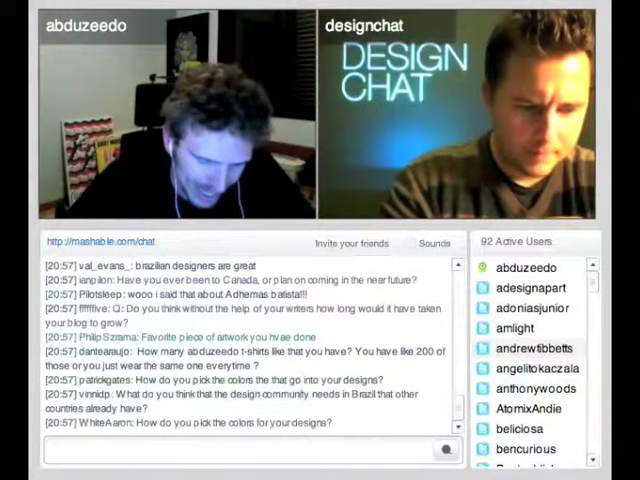 abduzeedo
designchat
DESIGN
CHAT
http://mashable.com/chat
Invite your friends
Sounds
92 Active Users
[20:57] val_evans_: brazilian designers are great
[20:57] ianpilon: Have you ever been to Canada, or plan on coming in the near future?
[20:57] Pilotsleep: wooo i said that about Adhemas batista!!!
[20:57] ffffffive: Q: Do you think without the help of your writers how long would it have taken
your blog to grow?
[20:57] PhilipSzrama: Favorite piece of artwork you hvae done
[20:57] dantearaujo: How many abduzeedo t-shirts like that you have? You have like 200 of
those or you just wear the same one everytime ?
[20:57] patrickgates: How do you pick the colors the that go into your designs?
[20:57] vinnidp: What do you think that the design community needs in Brazil that other
countries already have?
[20:57] WhiteAaron: How do you pick the colors for your designs?
abduzeedo
adesignapart
adoniasjunior
amlight
andrewtibbetts
angelitokaczala
anthonywoods
AtomixAndie
beliciosa
bencurious